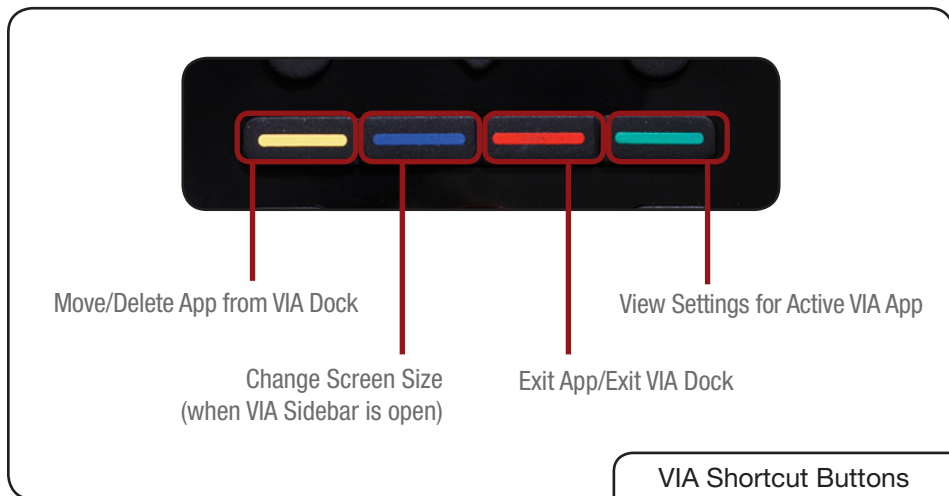 Move/Delete App from VIA Dock
View Settings for Active VIA App
Change Screen Size
(when VIA Sidebar is open)
Exit App/Exit VIA Dock
VIA Shortcut Buttons